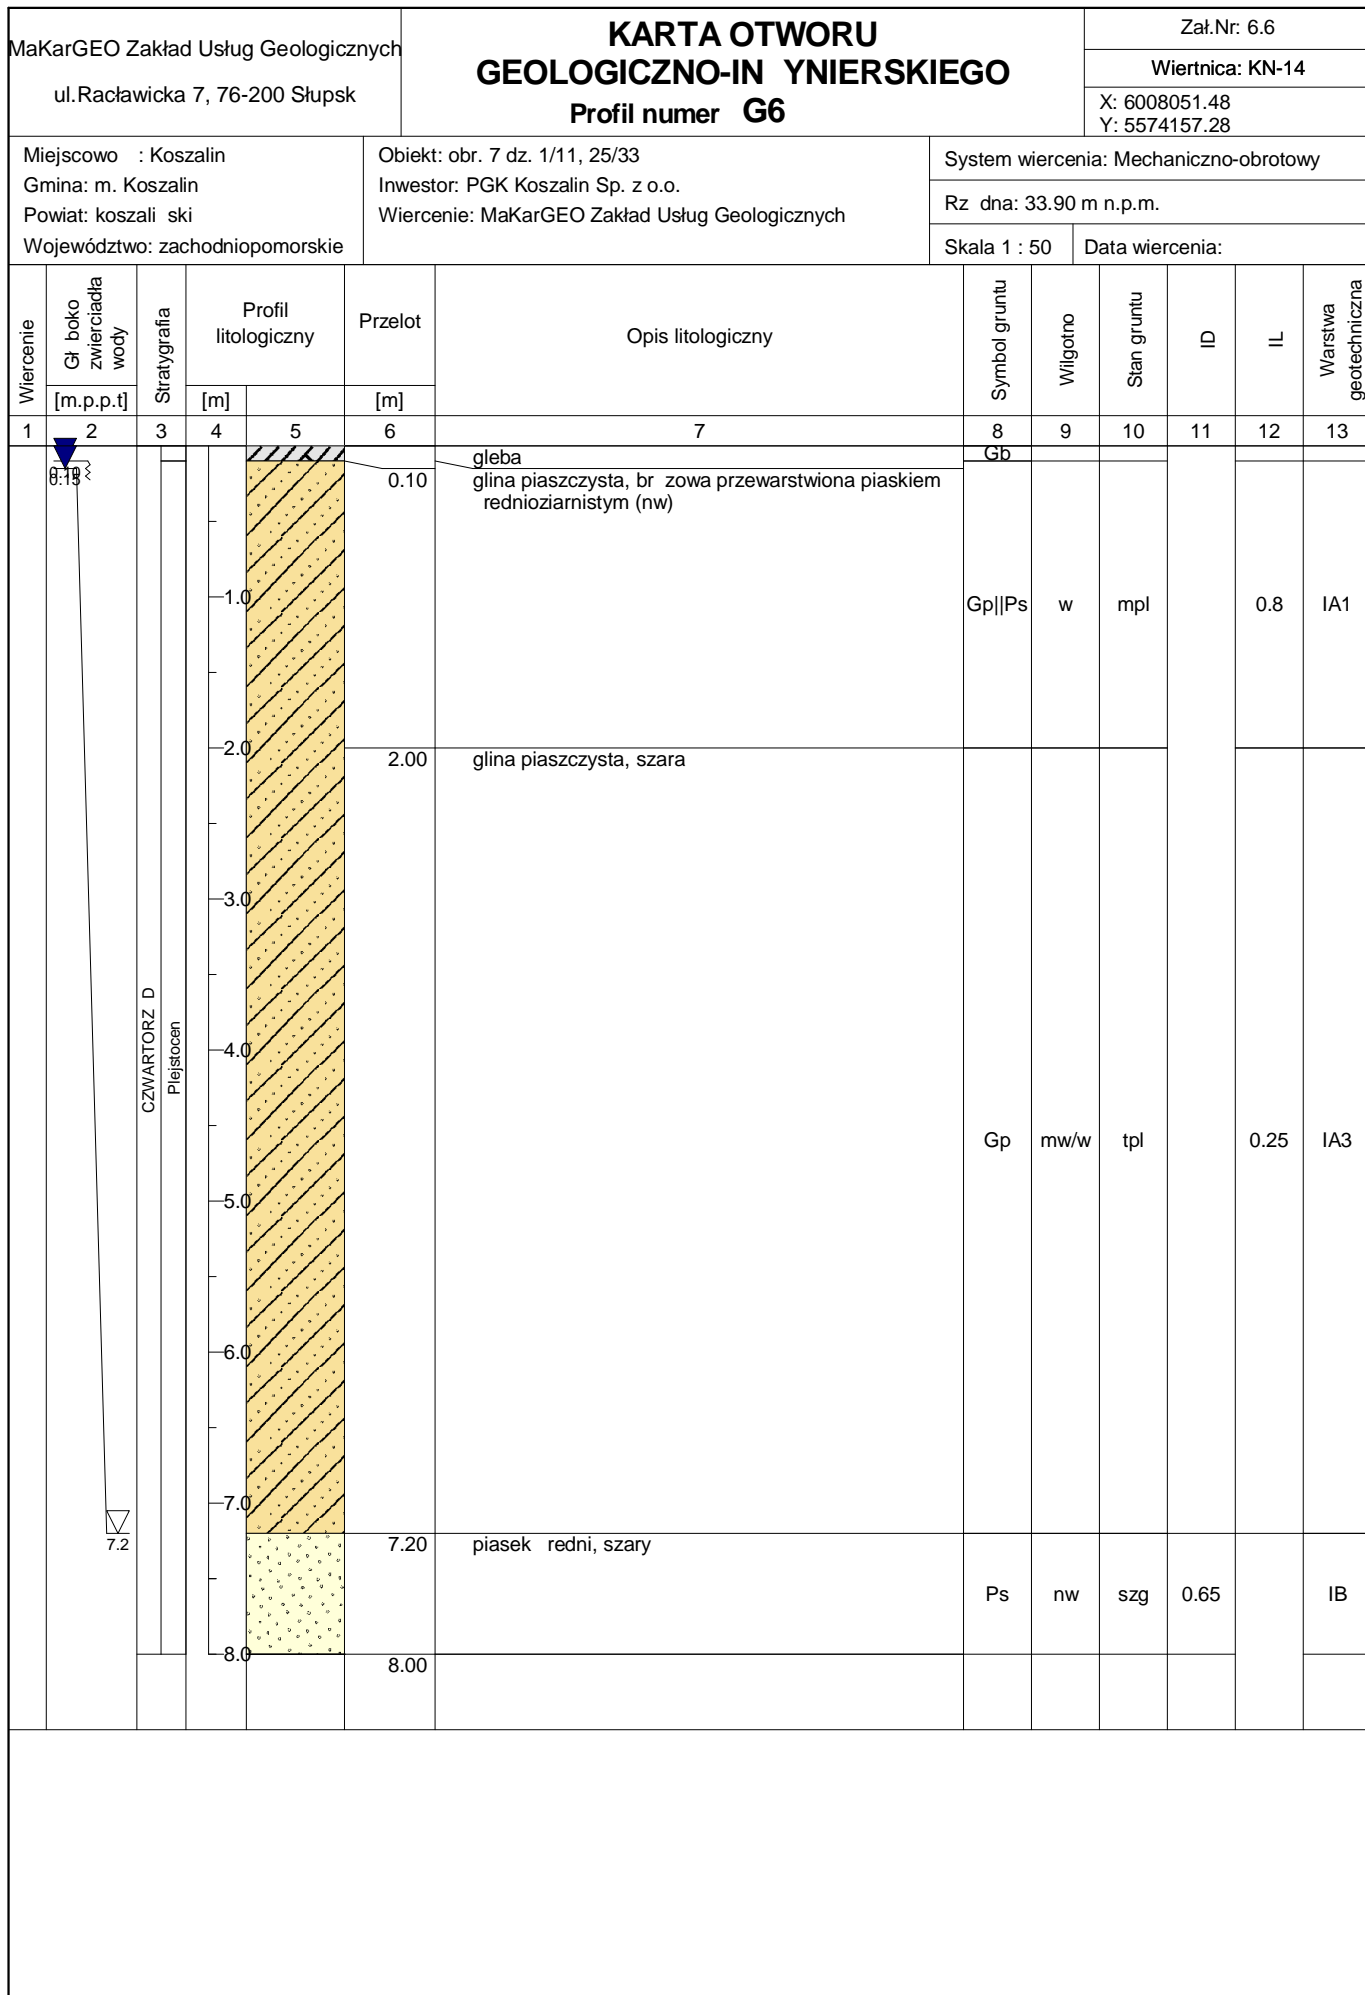 MaKarGEO Zakład Usług Geologicznych
ul.Racławicka 7, 76-200 Słupsk
KARTA OTWORU
GEOLOGICZNO-IN YNIERSKIEGO
Profil numer G6
Zał.Nr: 6.6
Wiertnica: KN-14
X: 6008051.48
Y: 5574157.28
Miejscowo : Koszalin
Gmina: m. Koszalin
Powiat: koszali ski
Województwo: zachodniopomorskie
Obiekt: obr. 7 dz. 1/11, 25/33
Inwestor: PGK Koszalin Sp. z o.o.
Wiercenie: MaKarGEO Zakład Usług Geologicznych
System wiercenia: Mechaniczno-obrotowy
Rz dna: 33.90 m n.p.m.
Skala 1 : 50 Data wiercenia:
Wiercenie
Gł boko
zwierciadła
wody
[m.p.p.t]
Stratygrafia
Profil
litologiczny
[m]
Przelot
[m]
Opis litologiczny
Symbol gruntu
Wilgotno
Stan gruntu
ID
IL
Warstwa
geotechniczna
1 2 3 4 5 6 7 8 9 10 11 12 13
gleba Gb
0.10
0.15
0.10 glina piaszczysta, br zowa przewarstwiona piaskiem
rednioziarnistym (nw)
1.0 Gp||Ps w mpl 0.8 IA1
2.0
2.00 glina piaszczysta, szara
3.0
CZWARTORZ D
Plejstocen
4.0
Gp mw/w tpl 0.25 IA3
5.0
6.0
7.0
7.2 7.20 piasek redni, szary
Ps nw szg 0.65 IB
8.0
8.00